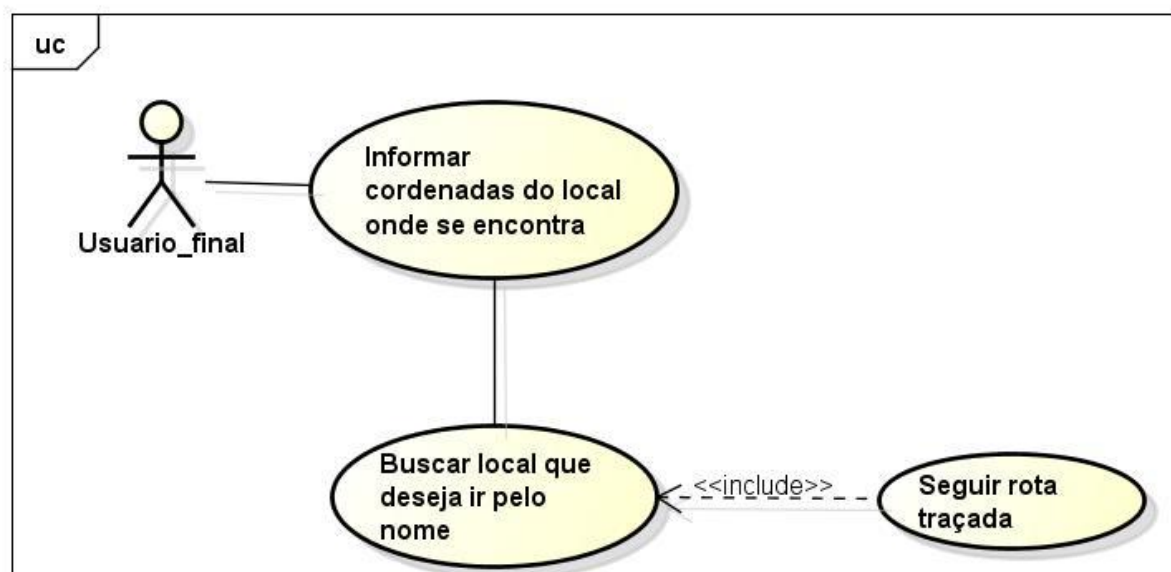 uc
Informar
cordenadas do local
onde se encontra
Usuario_final
Buscar local que
deseja ir pelo
nome
<<include>>
Seguir rota
traçada